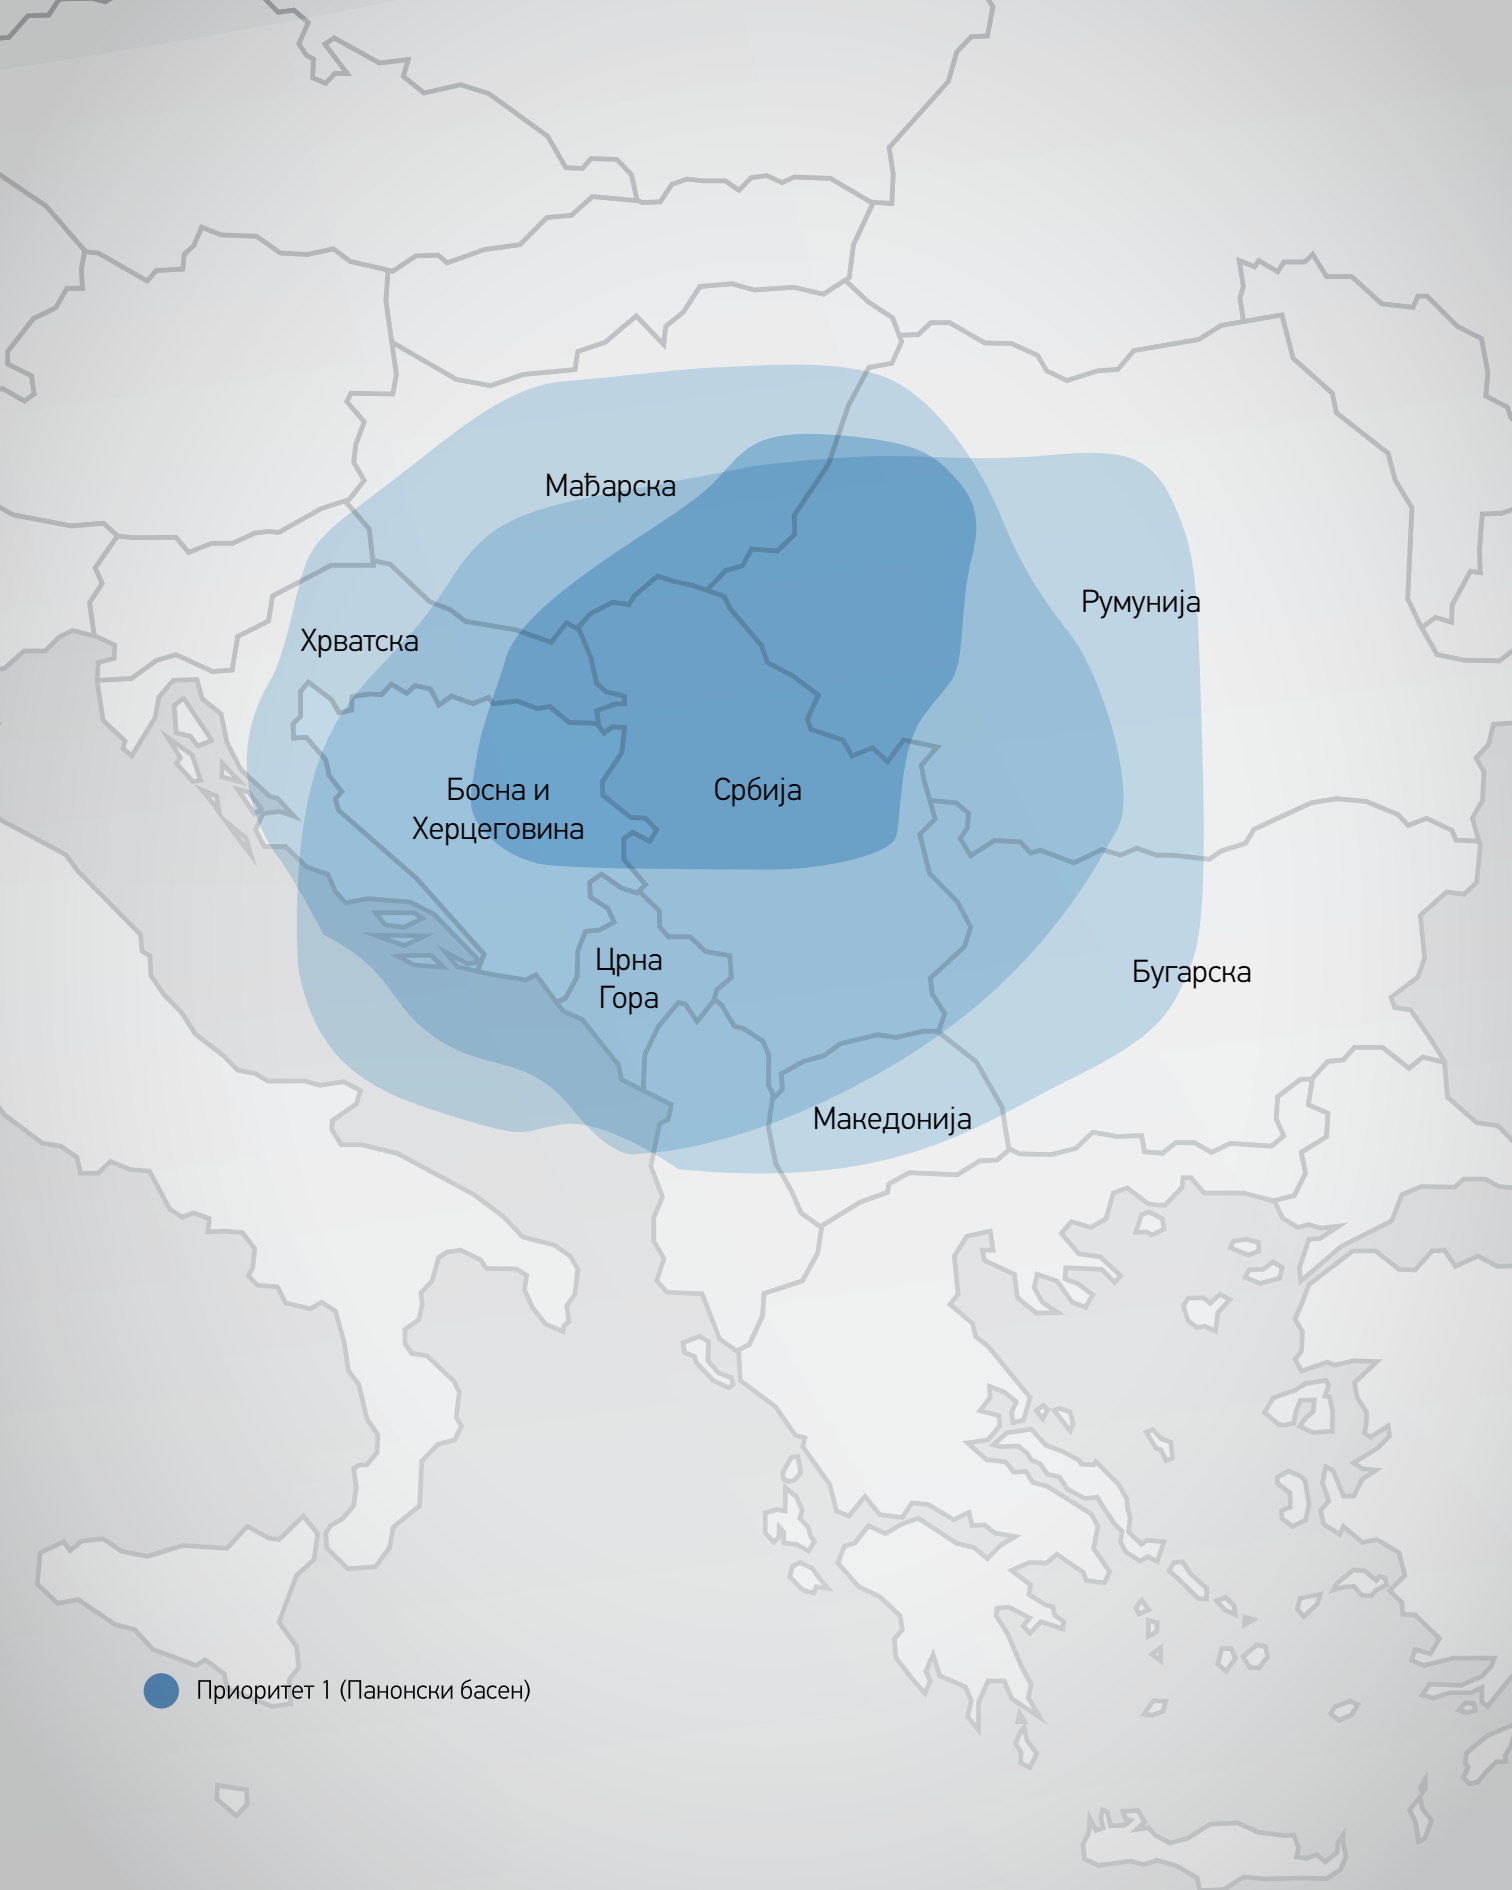 Мађарска
Румунија
Хрватска
Босна и
Херцеговина
Србија
Црна
Гора
Бугарска
Македонија
Приоритет 1 (Панонски басен)